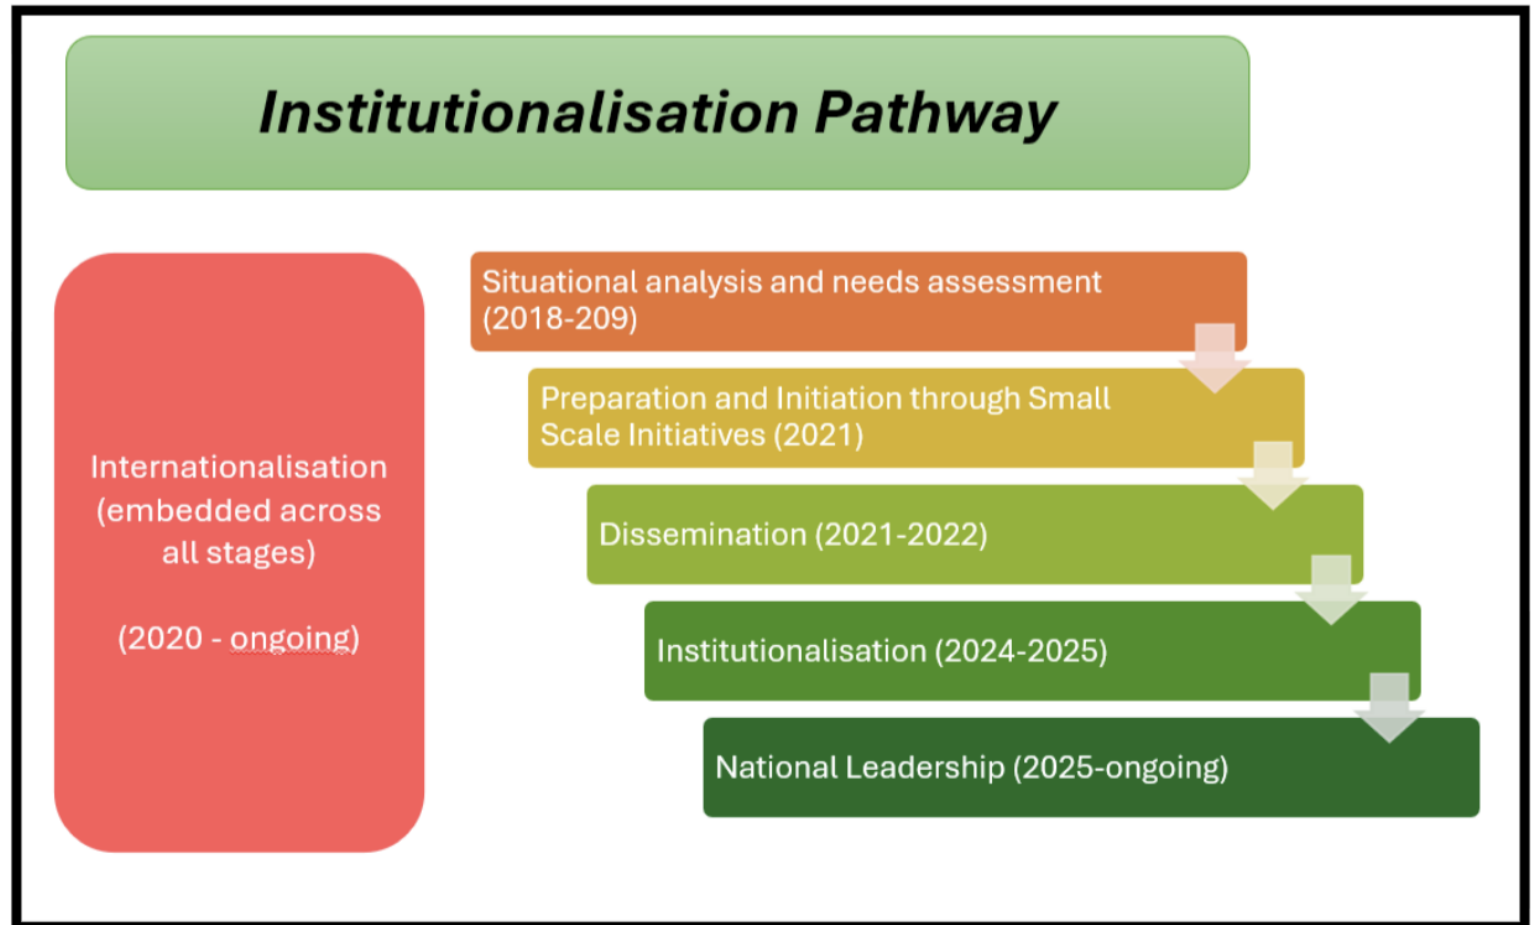 Institutionalisation Pathway
Internationalisation
(embedded across
all stages)
(2020 - ongoing)
Situational analysis and needs assessment
(2018-209)
Preparation and Initiation through Small
Scale Initiatives (2021)
Dissemination (2021-2022)
Institutionalisation (2024-2025)
National Leadership (2025-ongoing)